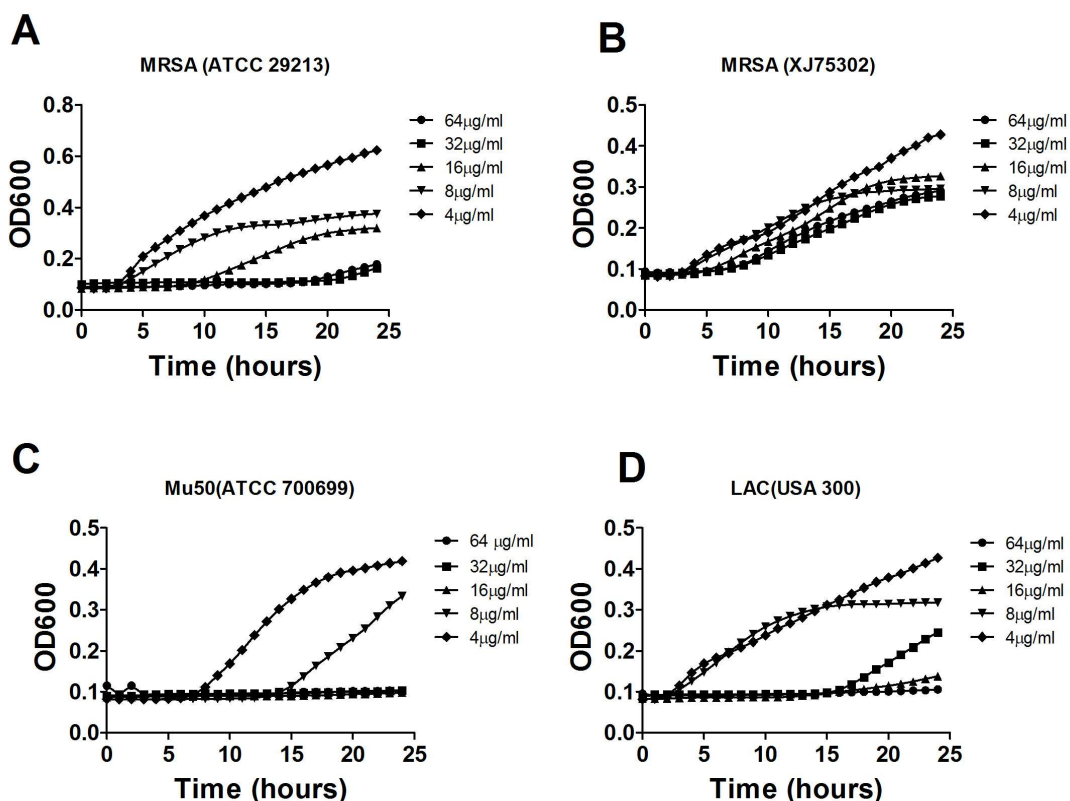 A
MRSA (ATCC 29213)
0.8
0.6
0.4
0.2
0.0
OD600
0 5 10 15 20 25
Time (hours)
64μg/ml
32μg/ml
16μg/ml
8μg/ml
4μg/ml
B
MRSA (XJ75302)
0.5
0.4
0.3
0.2
0.1
0.0
OD600
0 5 10 15 20 25
Time (hours)
64μg/ml
32μg/ml
16μg/ml
8μg/ml
4μg/ml
C
Mu50(ATCC 700699)
0.5
0.4
0.3
0.2
0.1
0.0
OD600
0 5 10 15 20 25
Time (hours)
64 μg/ml
32μg/ml
16μg/ml
8μg/ml
4μg/ml
D
LAC(USA 300)
0.5
0.4
0.3
0.2
0.1
0.0
OD600
0 5 10 15 20 25
Time (hours)
64μg/ml
32μg/ml
16μg/ml
8μg/ml
4μg/ml